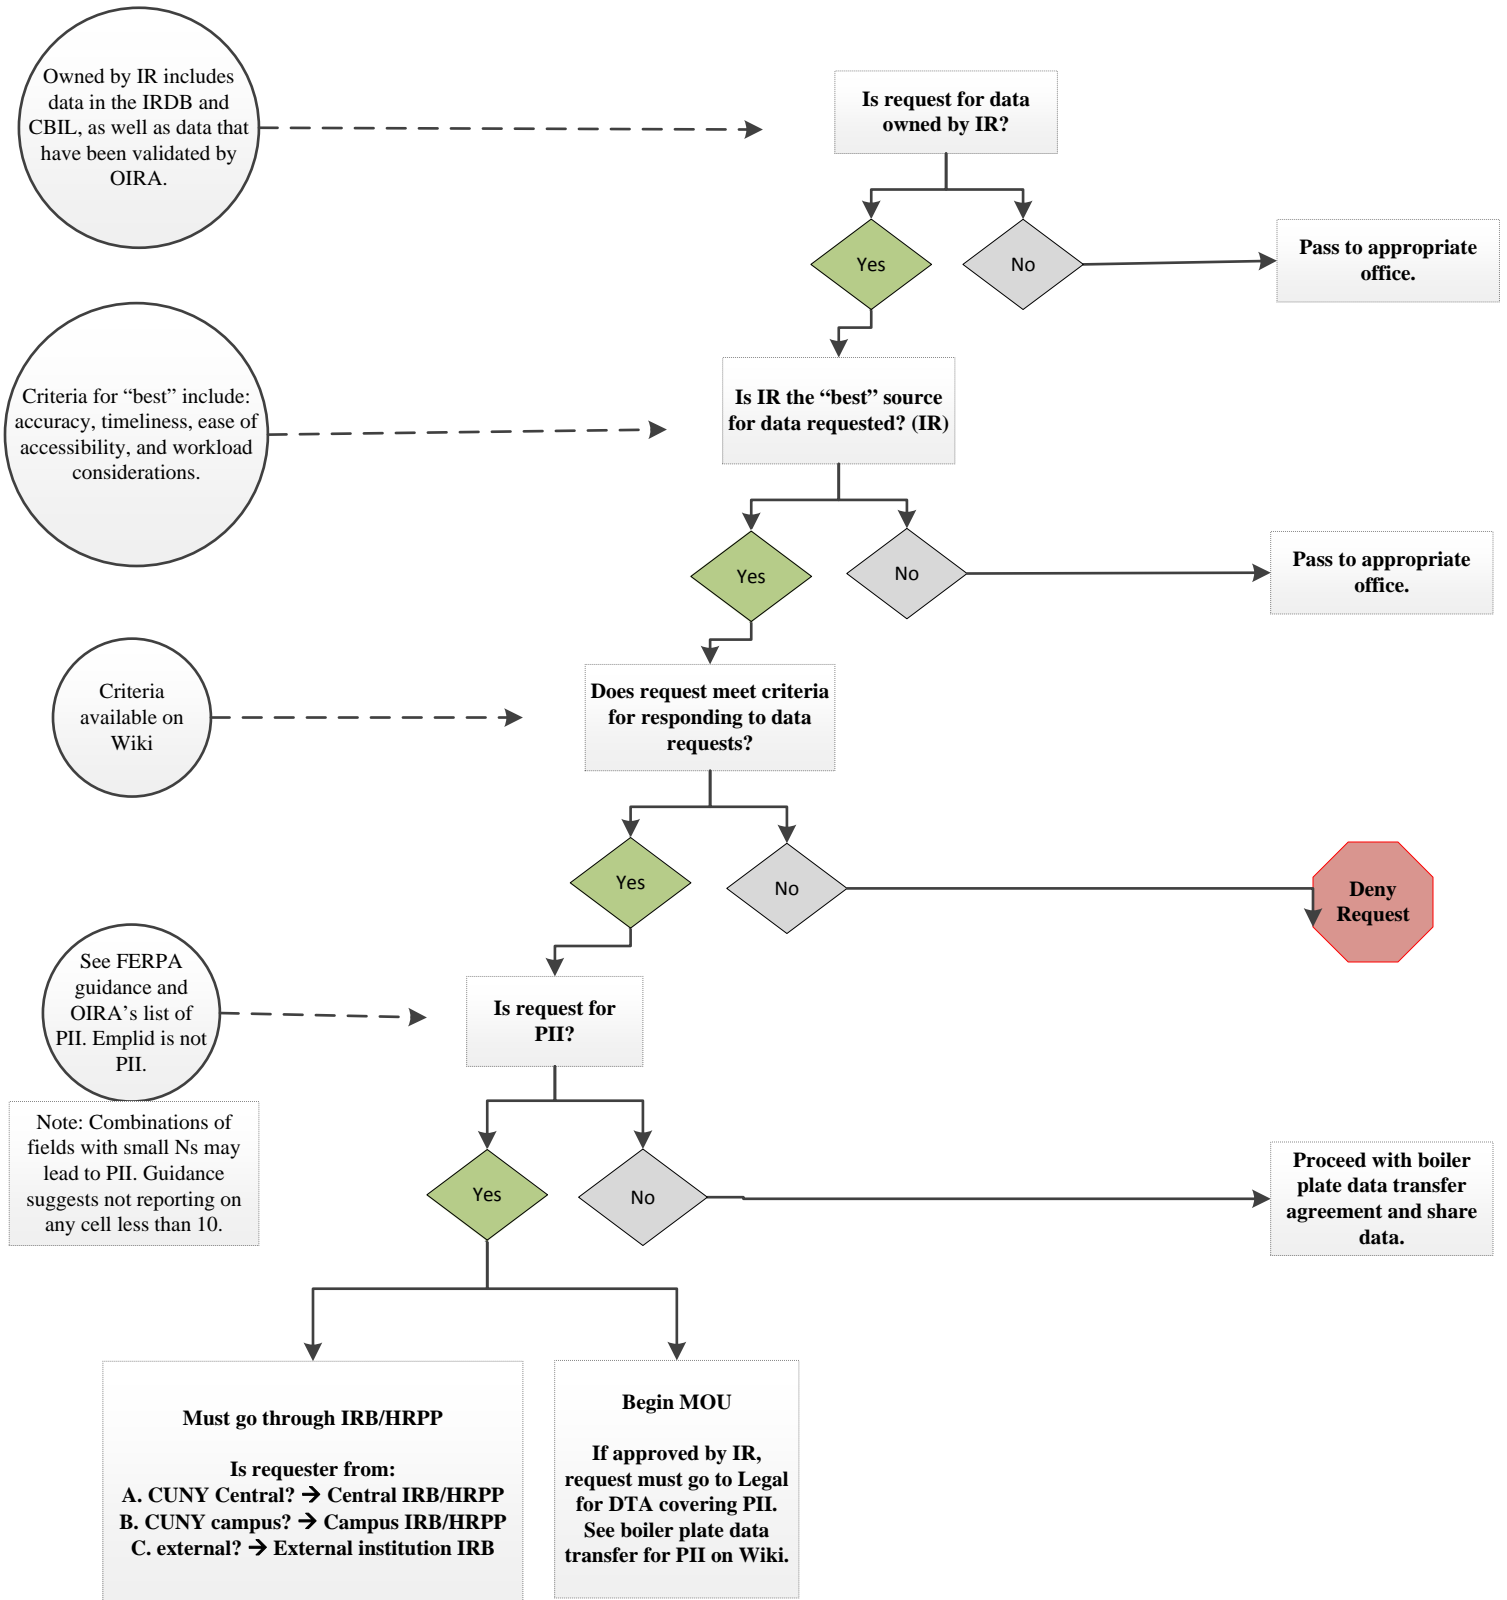 Owned by IR includes
data in the IRDB and
CBIL, as well as data that
have been validated by
OIRA.
Is request for data
owned by IR?
Yes
No
Pass to appropriate
office.
Criteria for “best” include:
accuracy, timeliness, ease of
accessibility, and workload
considerations.
Is IR the “best” source
for data requested? (IR)
Yes
No
Pass to appropriate
office.
Criteria
available on
Wiki
Does request meet criteria
for responding to data
requests?
Yes
No
Deny
Request
See FERPA
guidance and
OIRA’s list of
PII. Emplid is not
PII.
Is request for
PII?
Note: Combinations of
fields with small Ns may
lead to PII. Guidance
suggests not reporting on
any cell less than 10.
Yes
No
Proceed with boiler
plate data transfer
agreement and share
data.
Must go through IRB/HRPP
Is requester from:
A. CUNY Central? → Central IRB/HRPP
B. CUNY campus? → Campus IRB/HRPP
C. external? → External institution IRB
Begin MOU
If approved by IR,
request must go to Legal
for DTA covering PII.
See boiler plate data
transfer for PII on Wiki.